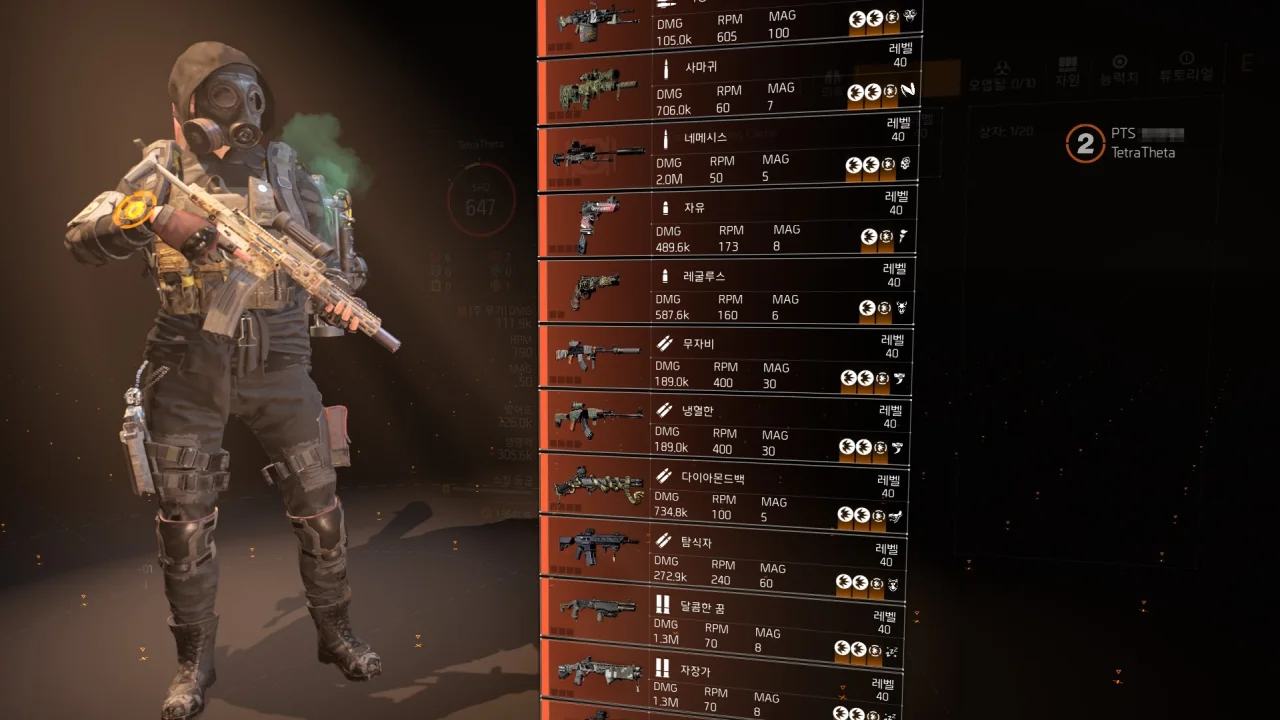 DMG RPM MAG
105.0k 605 100
레벨
40
사마귀
DMG RPM MAG
706.0k 60 7
레벨
40
네메시스
DMG RPM MAG
2.0M 50 5
레벨
40
자유
DMG RPM MAG
489.6k 173 8
레벨
40
레굴루스
DMG RPM MAG
587.6k 160 6
레벨
40
무자비
DMG RPM MAG
189.0k 400 30
레벨
40
냉혈한
DMG RPM MAG
189.0k 400 30
레벨
40
다이아몬드백
DMG RPM MAG
734.8k 100 5
레벨
40
탐식자
DMG RPM MAG
272.9k 240 60
레벨
40
달콤한 꿈
DMG RPM MAG
1.3M 70 8
레벨
40
자장가
DMG RPM MAG
1.3M 70 8
레벨
40
TetraTheta
SHD
647
RPM
MAG
50
305.6k
자원
능력치
튜토리얼
상자: 1/20
2
PTS
TetraTheta